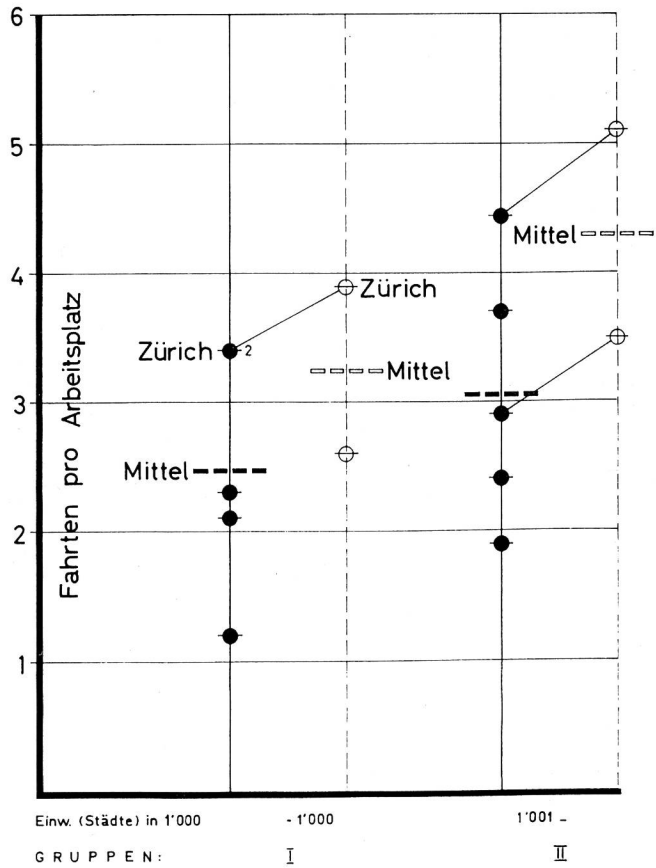 6
5
Mittel
4
Zürich
Zürich 2
Mittel
3
Mittel
2
1
Fahrten pro Arbeitsplatz
Einw. (Städte) in 1'000 - 1'000 1'001 -
GRUPPEN: I II